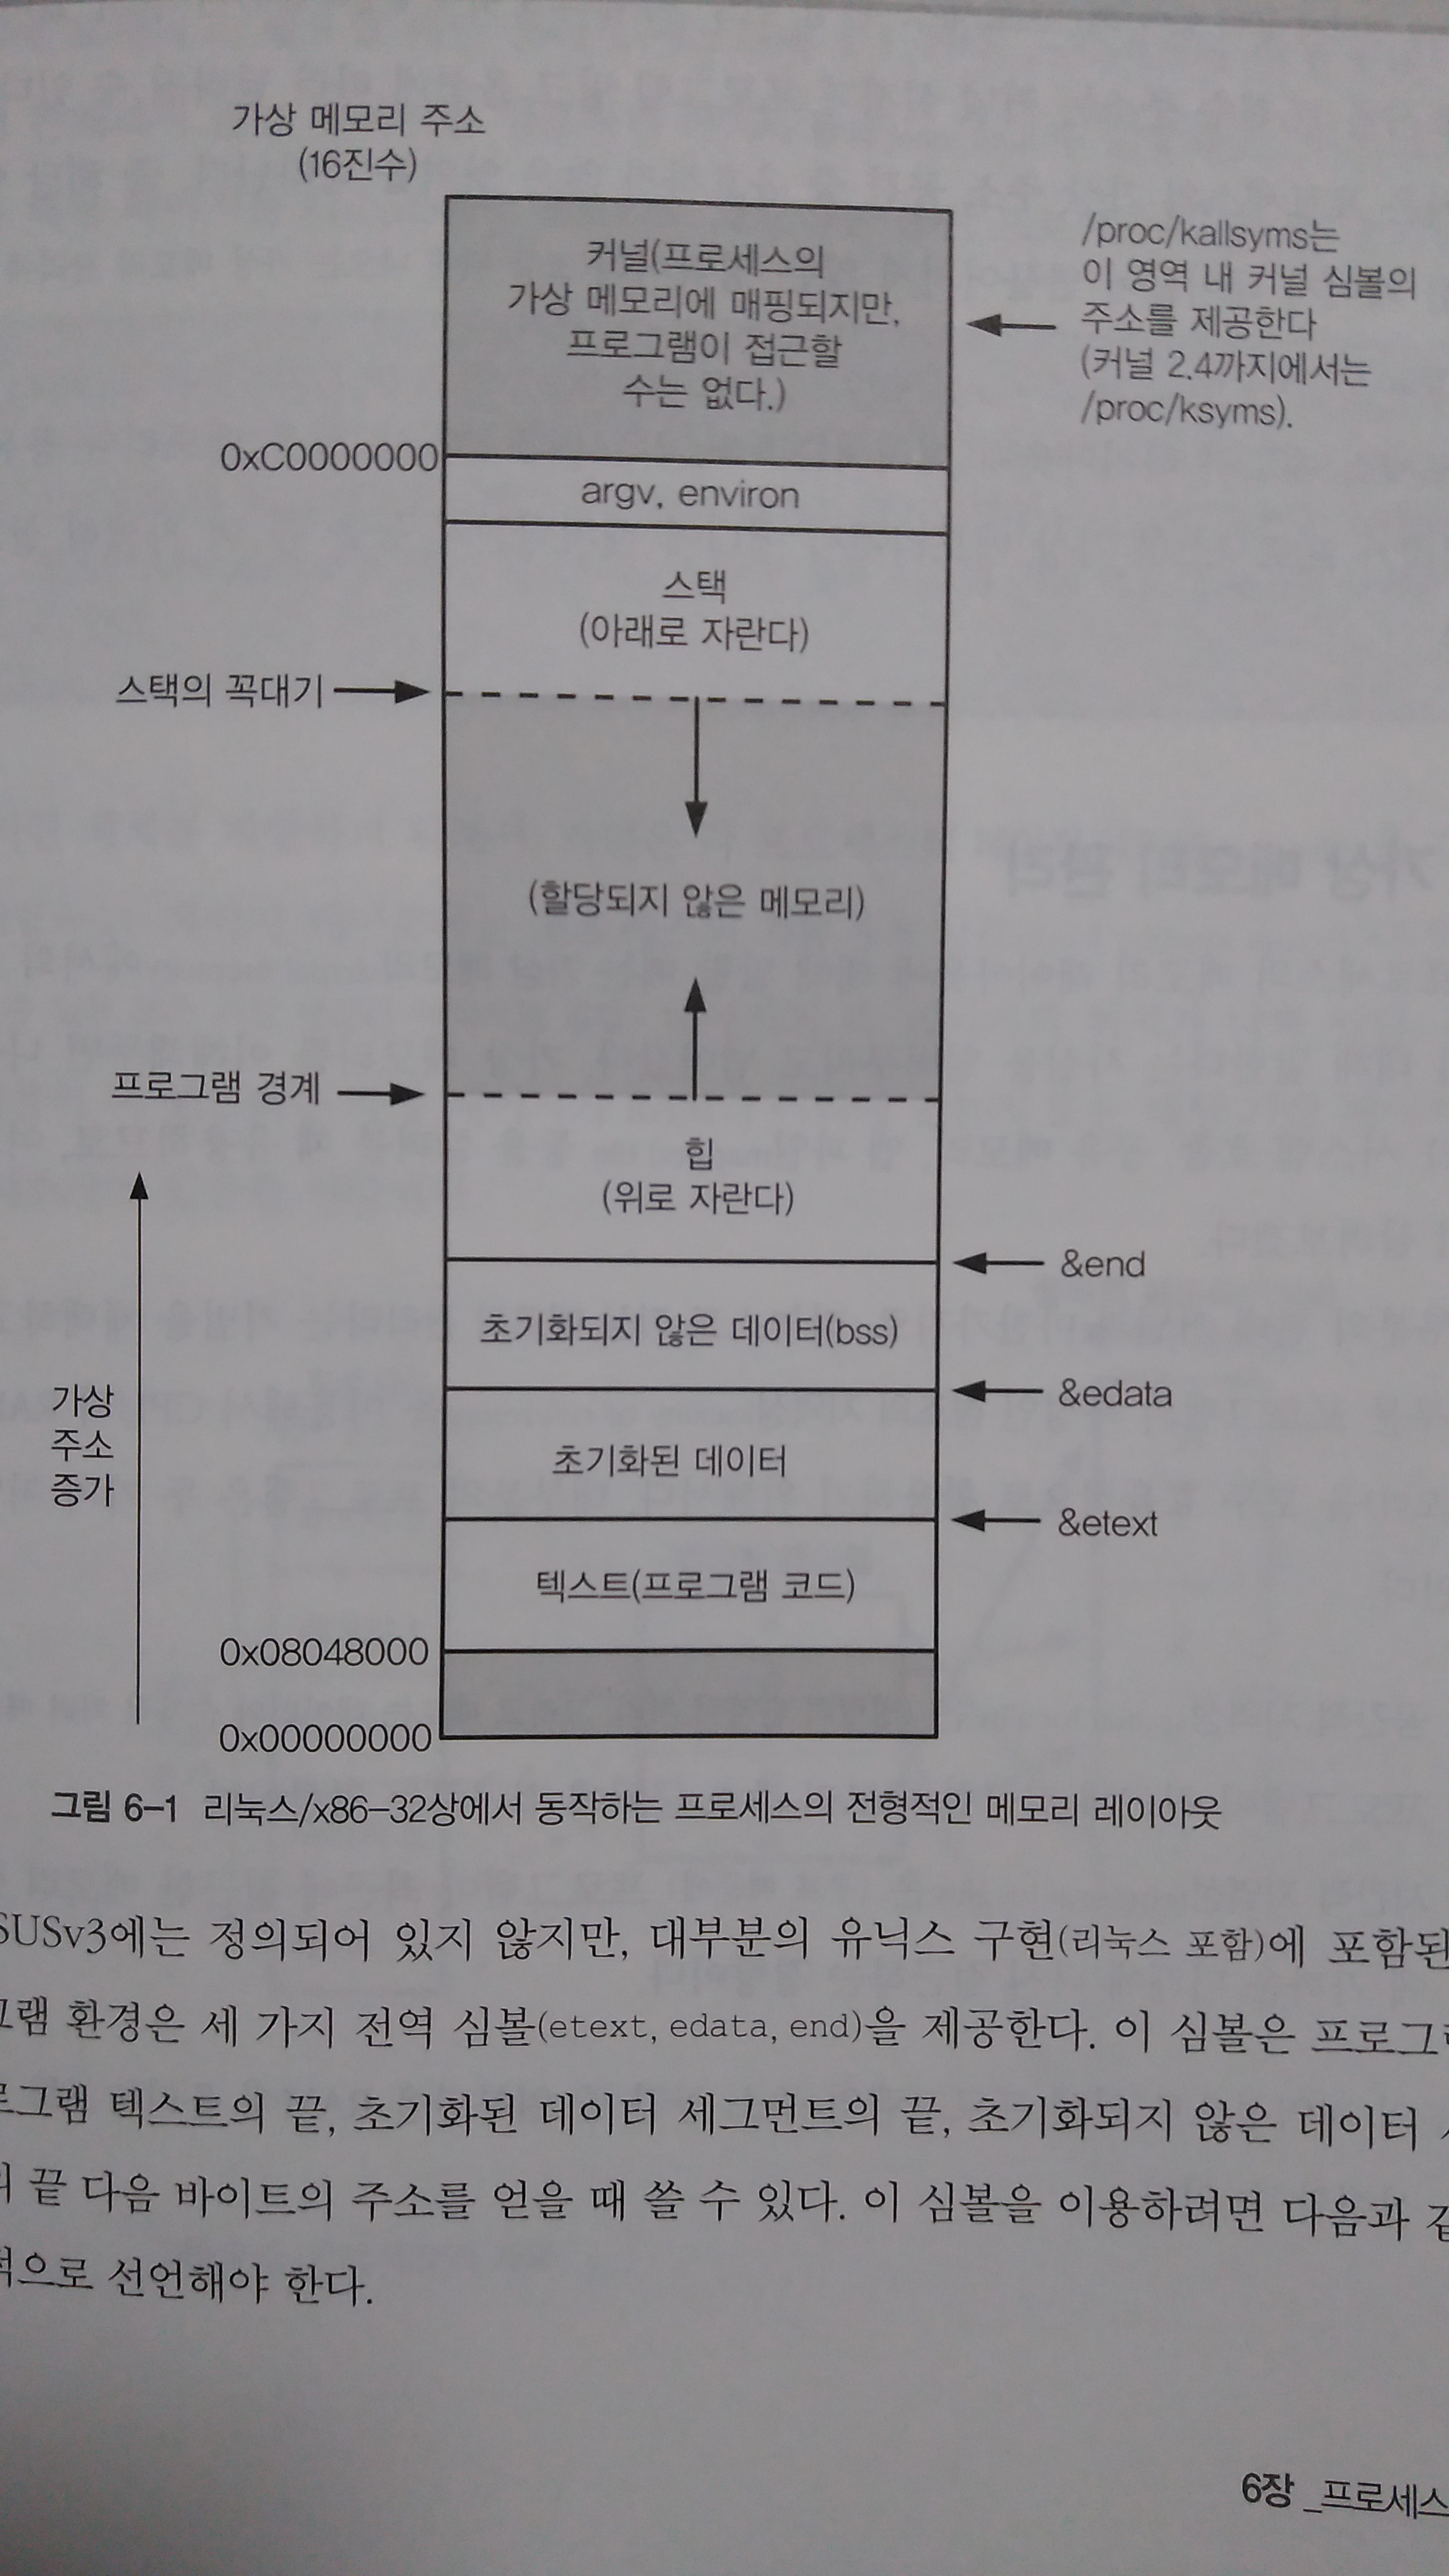 가상 메모리 주소
(16진수)
커널(프로세스의
가상 메모리에 매핑되지만,
프로그램이 접근할
수는 없다.)
/proc/kallsyms는
이 영역 내 커널 심볼의
주소를 제공한다
(커널 2.4까지에서는
/proc/ksyms).
0xC0000000
argv, environ
스택
(아래로 자란다)
스택의 꼭대기
(할당되지 않은 메모리)
프로그램 경계
힙
(위로 자란다)
&end
초기화되지 않은 데이터(bss)
&edata
가상
주소
증가
초기화된 데이터
&etext
텍스트(프로그램 코드)
0x08048000
0x00000000
그림 6-1 리눅스/x86-32상에서 동작하는 프로세스의 전형적인 메모리 레이아웃
SUSv3에는 정의되어 있지 않지만, 대부분의 유닉스 구현(리눅스 포함)에 포함된
그램 환경은 세 가지 전역 심볼(etext, edata, end)을 제공한다. 이 심볼은
로그램 텍스트의 끝, 초기화된 데이터 세그먼트의 끝, 초기화되지 않은 데이터
의 끝 다음 바이트의 주소를 얻을 때 쓸 수 있다. 이 심볼을 이용하려면 다음과
적으로 선언해야 한다.
6장 _프로세스